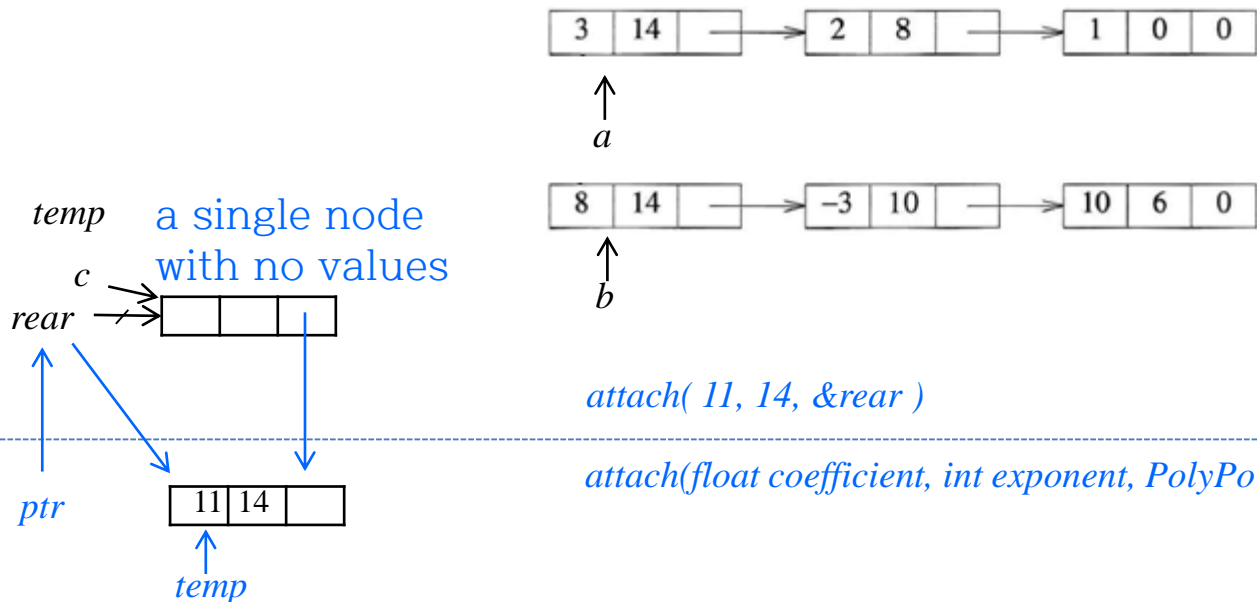 3 14 2 8 1 0 0
a
8 14 -3 10 10 6 0
b
temp
a single node
with no values
c
rear
attach( 11, 14, &rear )
attach(float coefficient, int exponent, PolyPo
ptr
11 14
temp